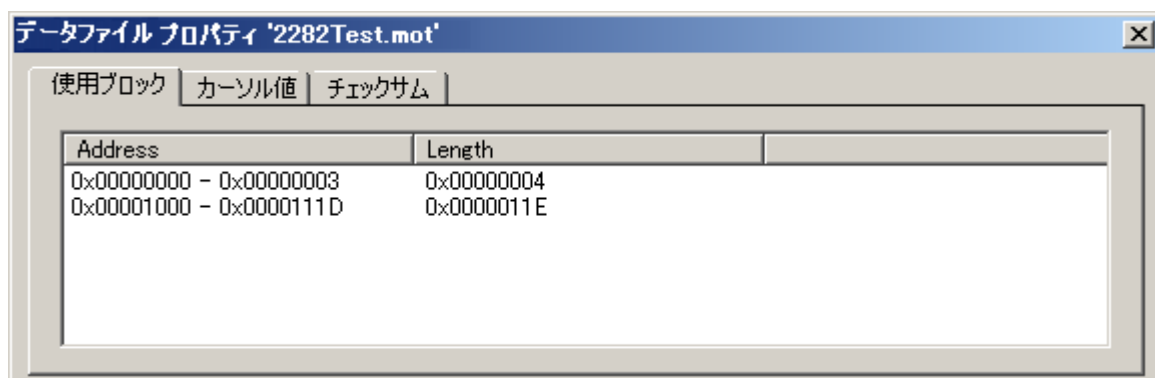 データファイル プロパティ '2282Test.mot'
使用ブロック カーソル値 チェックサム
Address Length
0x00000000 - 0x00000003 0x00000004
0x00001000 - 0x0000111D 0x0000011E